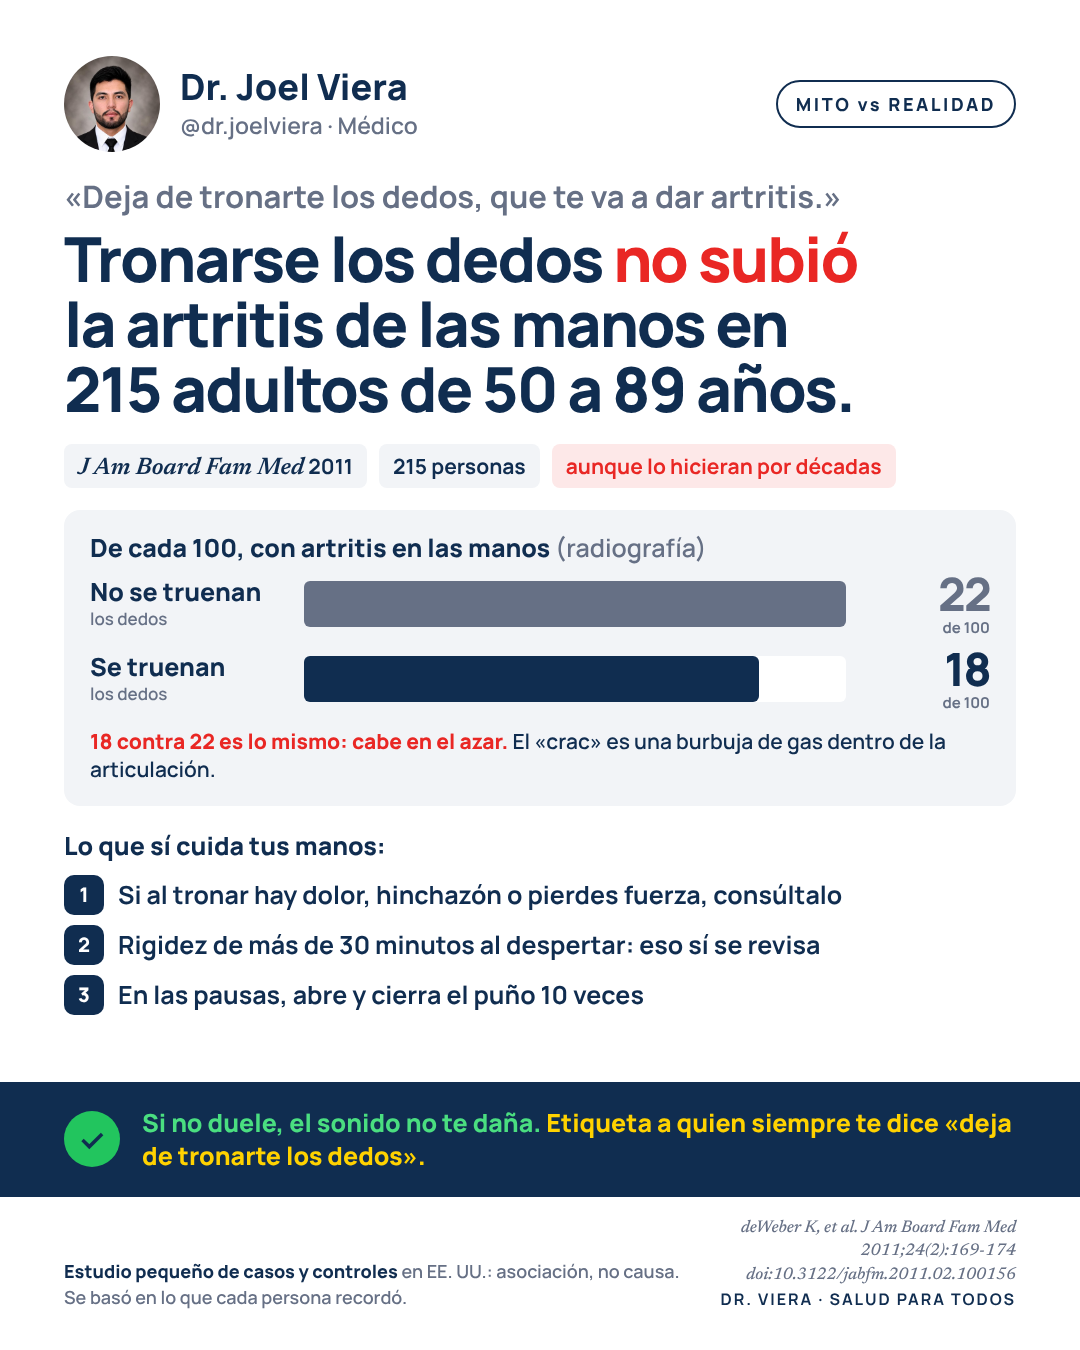 Dr. Joel Viera
@dr.joelviera · Médico
MITO vs REALIDAD
«Deja de tronarte los dedos, que te va a dar artritis.»
Tronarse los dedos no subió
la artritis de las manos en
215 adultos de 50 a 89 años.
J Am Board Fam Med 2011
215 personas
aunque lo hicieran por décadas
De cada 100, con artritis en las manos (radiografía)
No se truenan
los dedos
22
de 100
Se truenan
los dedos
18
de 100
18 contra 22 es lo mismo: cabe en el azar. El «crac» es una burbuja de gas dentro de la
articulación.
Lo que sí cuida tus manos:
1 Si al tronar hay dolor, hinchazón o pierdes fuerza, consúltalo
2 Rigidez de más de 30 minutos al despertar: eso sí se revisa
3 En las pausas, abre y cierra el puño 10 veces
Si no duele, el sonido no te daña. Etiqueta a quien siempre te dice «deja
de tronarte los dedos».
Estudio pequeño de casos y controles en EE. UU.: asociación, no causa.
Se basó en lo que cada persona recordó.
deWeber K, et al. J Am Board Fam Med
2011;24(2):169-174
doi:10.3122/jabfm.2011.02.100156
DR. VIERA · SALUD PARA TODOS